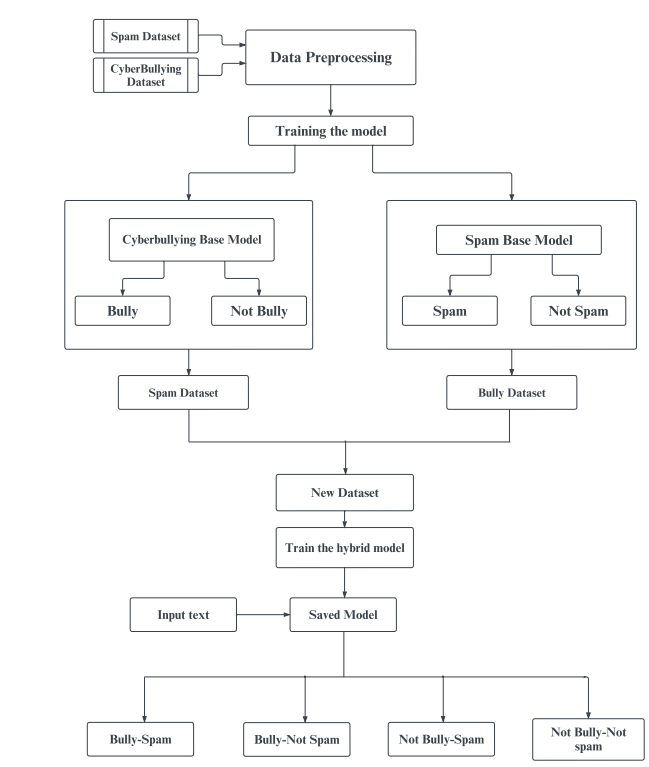 Spam Dataset
CyberBullying
Dataset
Data Preprocessing
Training the model
Cyberbullying Base Model
Bully
Not Bully
Spam Base Model
Spam
Not Spam
Spam Dataset
Bully Dataset
New Dataset
Train the hybrid model
Input text
Saved Model
Bully-Spam
Bully-Not Spam
Not Bully-Spam
Not Bully-Not
spam